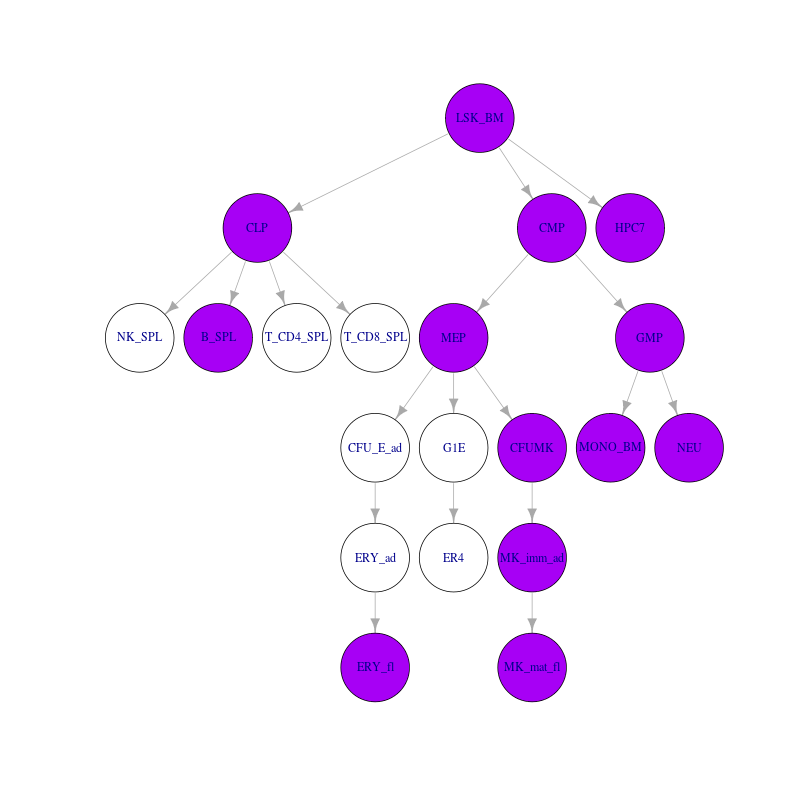 LSK_BM
CLP
CMP
HPC7
NK_SPL
B_SPL
T_CD4_SPL
T_CD8_SPL
MEP
GMP
CFU_E_ad
G1E
CFUMK
MONO_BM
NEU
ERY_ad
ER4
MK_imm_ad
ERY_fl
MK_mat_fl